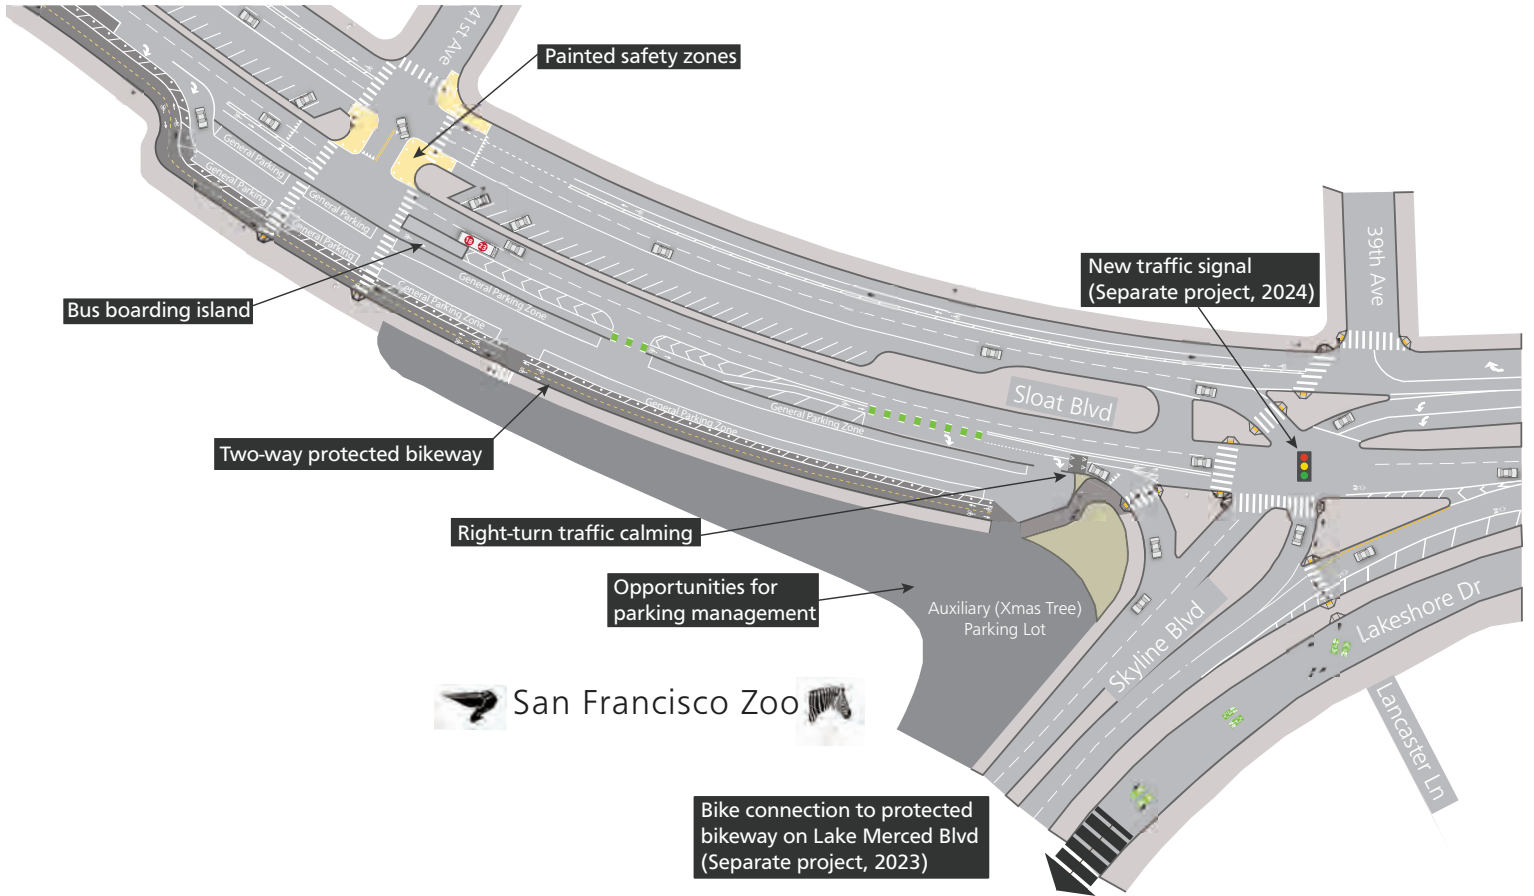 41st Ave
Painted safety zones
General Parking
General Parking
General Parking
General Parking
19 23
39th Ave
New traffic signal
(Separate project, 2024)
Bus boarding island
General Parking Zone
General Parking Zone
Sloat Blvd
General Parking Zone
General Parking Zone
Two-way protected bikeway
Right-turn traffic calming
Opportunities for
parking management
Auxiliary (Xmas Tree)
Parking Lot
Skyline Blvd
Lakeshore Dr
Lancaster Ln
San Francisco Zoo
Bike connection to protected
bikeway on Lake Merced Blvd
(Separate project, 2023)